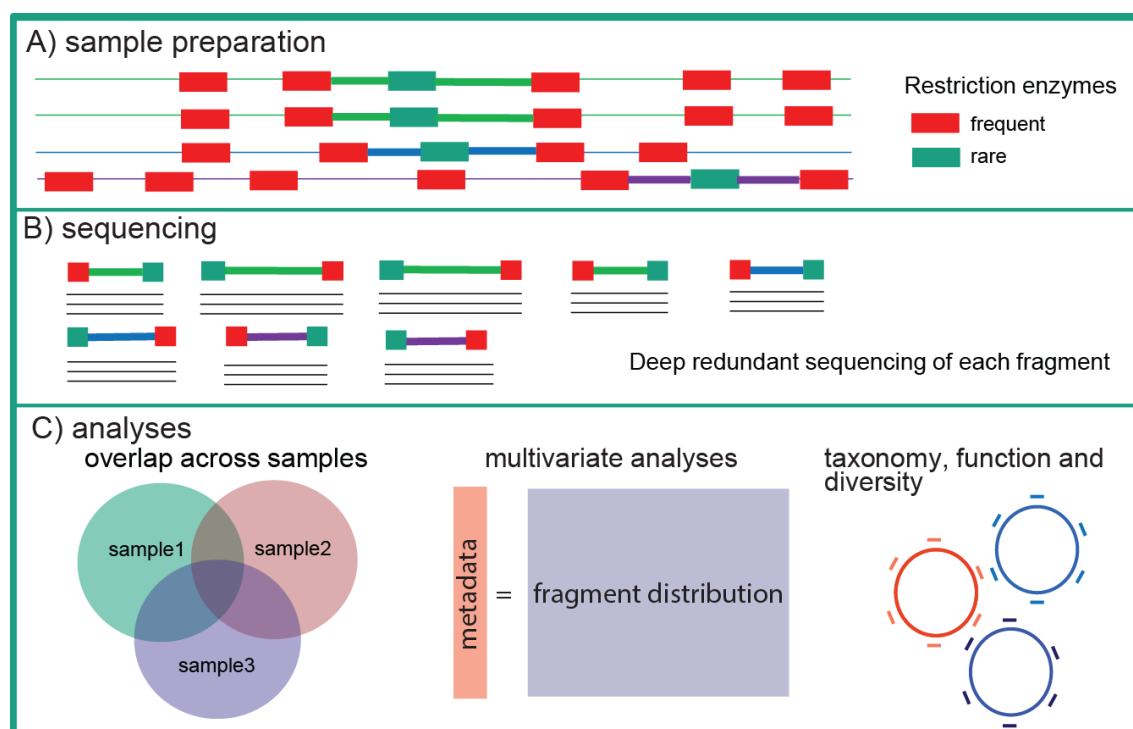 A) sample preparation
Restriction enzymes
frequent
rare
B) sequencing
Deep redundant sequencing of each fragment
C) analyses
overlap across samples
multivariate analyses
taxonomy, function and
diversity
sample1
sample2
sample3
metadata
=
fragment distribution